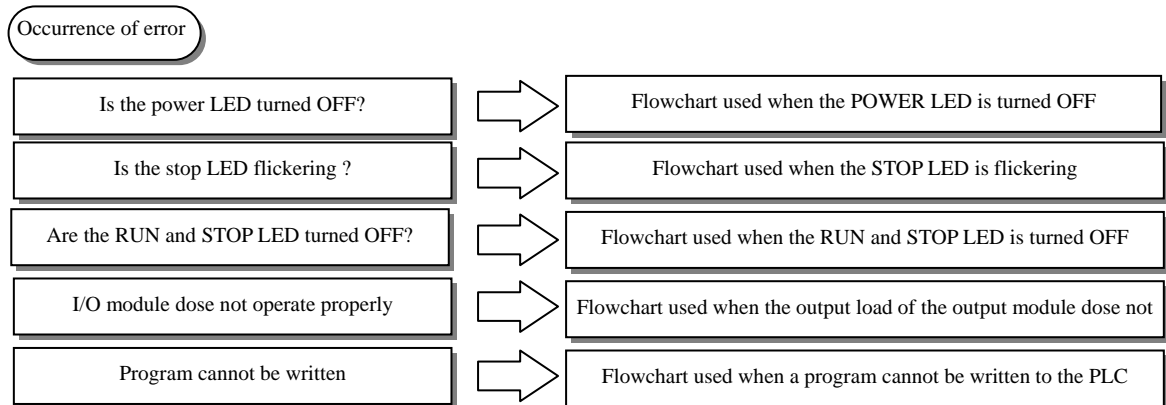 Occurrence of error
Is the power LED turned OFF?
Flowchart used when the POWER LED is turned OFF
Is the stop LED flickering ?
Flowchart used when the STOP LED is flickering
Are the RUN and STOP LED turned OFF?
Flowchart used when the RUN and STOP LED is turned OFF
I/O module dose not operate properly
Flowchart used when the output load of the output module dose not
Program cannot be written
Flowchart used when a program cannot be written to the PLC